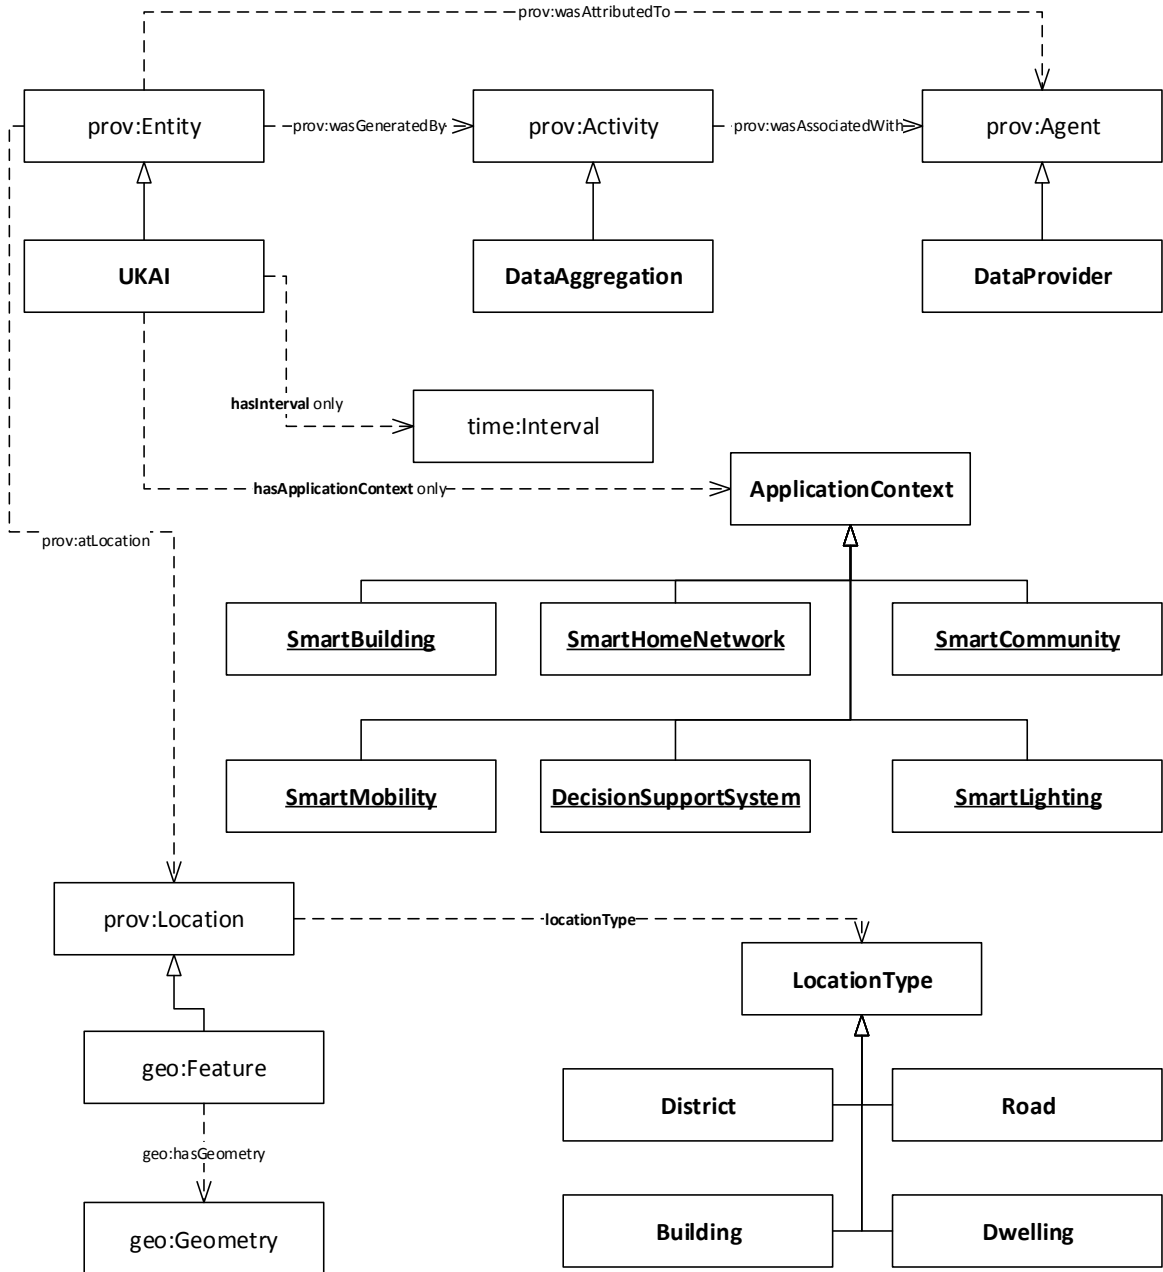 prov:wasAttributedTo
prov:Entity
prov:wasGeneratedBy
prov:Activity
prov:wasAssociatedWith
prov:Agent
UKAI
DataAggregation
DataProvider
hasInterval only
time:Interval
hasApplicationContext only
ApplicationContext
prov:atLocation
SmartBuilding
SmartHomeNetwork
SmartCommunity
SmartMobility
DecisionSupportSystem
SmartLighting
prov:Location
locationType
LocationType
geo:Feature
District
Road
geo:hasGeometry
Building
Dwelling
geo:Geometry